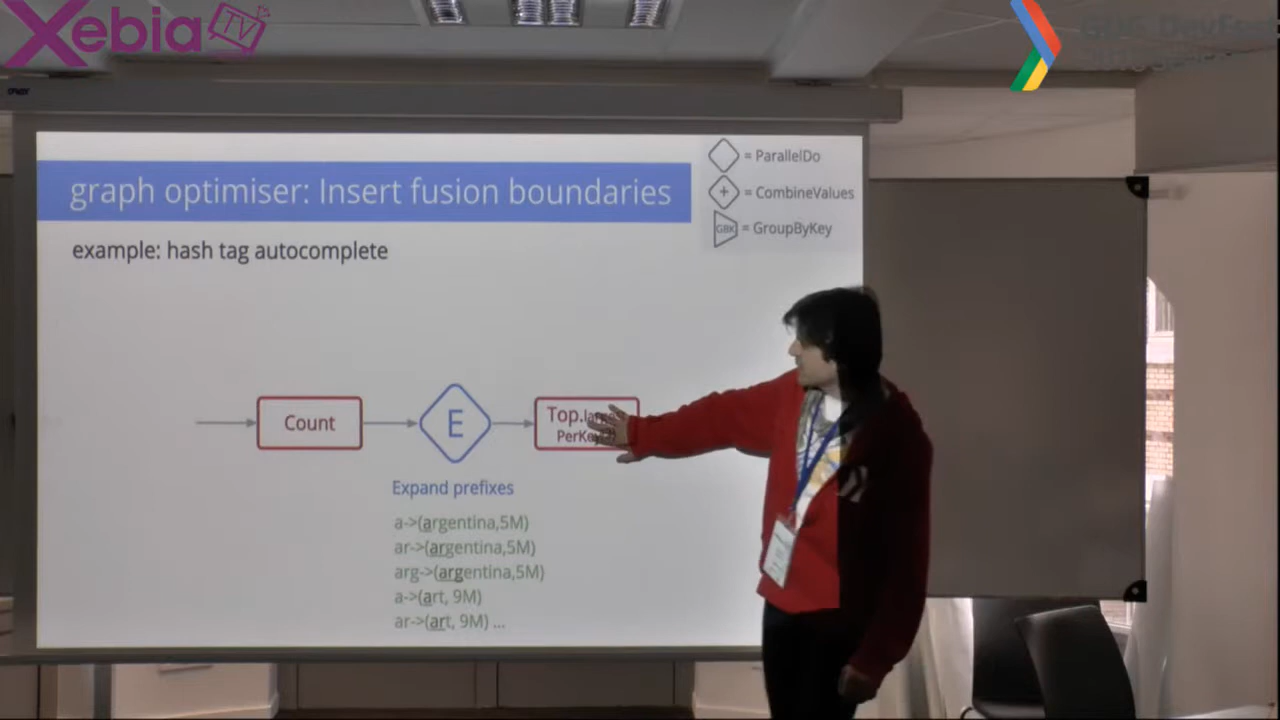 Xebia TV
graph optimiser: Insert fusion boundaries
= ParallelDo
+ = CombineValues
GBK = GroupByKey
example: hash tag autocomplete
Count
E
Top.
Expand prefixes
a->(argentina,5M)
ar->(argentina,5M)
arg->(argentina,5M)
a->(art, 9M)
ar->(art, 9M) ...